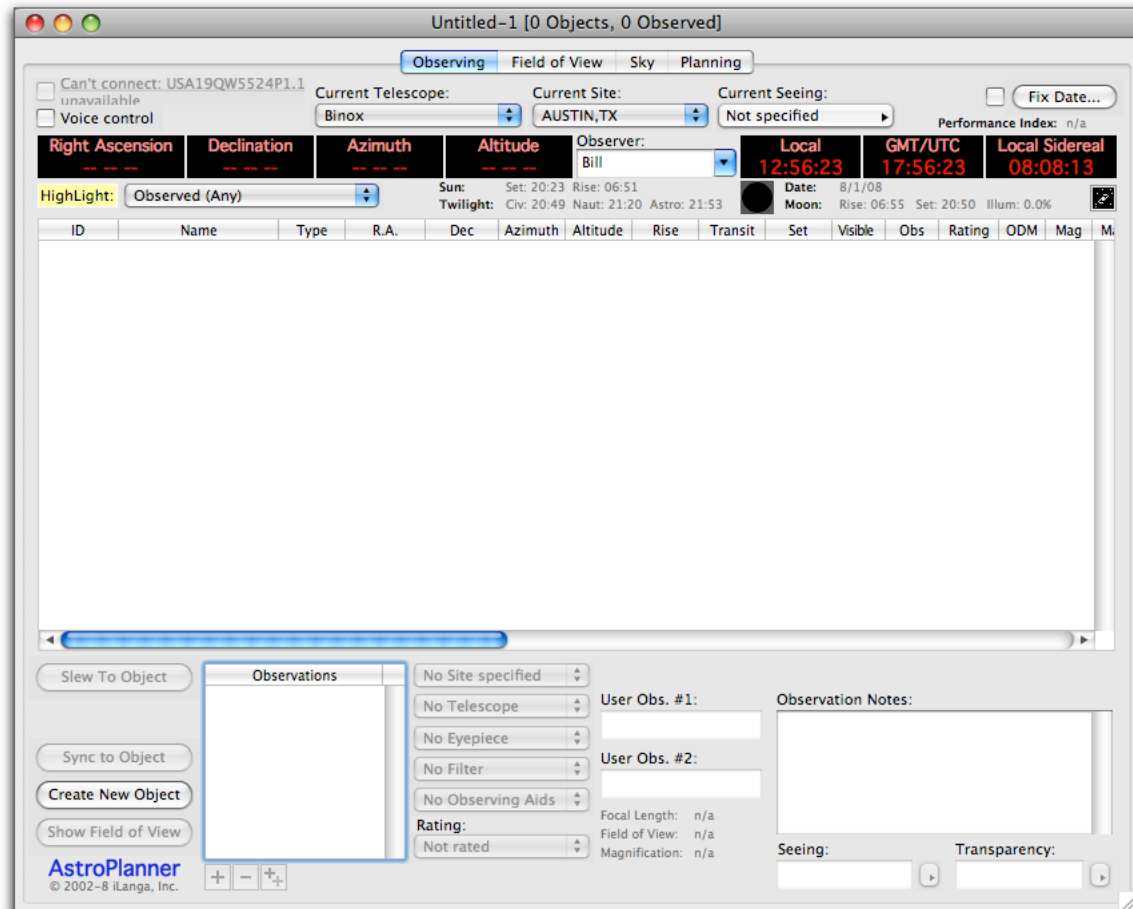 Untitled-1 [0 Objects, 0 Observed]
Observing Field of View Sky Planning
Can't connect: USA19QW5524P1.1
unavailable
Voice control
Current Telescope:
Binox
Current Site:
AUSTIN,TX
Current Seeing:
Not specified
Fix Date...
Performance Index: n/a
Right Ascension
-- -- --
Declination
-- -- --
Azimuth
-- -- --
Altitude
-- -- --
Observer:
Bill
Local
12:56:23
GMT/UTC
17:56:23
Local Sidereal
08:08:13
HighLight: Observed (Any)
Sun: Set: 20:23 Rise: 06:51
Twilight: Civ: 20:49 Naut: 21:20 Astro: 21:53
Date: 8/1/08
Moon: Rise: 06:55 Set: 20:50 Illum: 0.0%
ID Name Type R.A. Dec Azimuth Altitude Rise Transit Set Visible Obs Rating ODM Mag Ma
Slew To Object
Sync to Object
Create New Object
Show Field of View
AstroPlanner
© 2002-8 iLanga, Inc.
Observations
+ -
No Site specified
No Telescope
No Eyepiece
No Filter
No Observing Aids
Rating:
Not rated
User Obs. #1:
User Obs. #2:
Focal Length: n/a
Field of View: n/a
Magnification: n/a
Observation Notes:
Seeing:
Transparency: